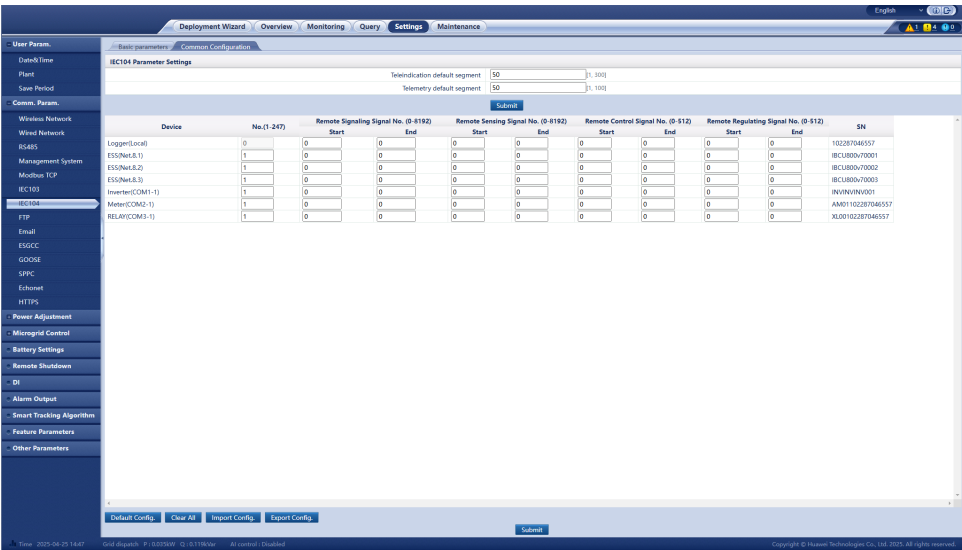 English
Deployment Wizard Overview Monitoring Query Settings Maintenance
1 4 0
User Param.
Date&Time
Plant
Save Period
Comm. Param.
Wireless Network
Wired Network
RS485
Management System
Modbus TCP
IEC103
IEC104
FTP
Email
ESGCC
GOOSE
SPPC
Echonet
HTTPS
Power Adjustment
Microgrid Control
Battery Settings
Remote Shutdown
DI
Alarm Output
Smart Tracking Algorithm
Feature Parameters
Other Parameters
Basic parameters Common Configuration
IEC104 Parameter Settings
Teleindication default segment 50 [1, 300]
Telemetry default segment 50 [1, 100]
Submit
Device No.(1-247) Remote Signaling Signal No. (0-8192) Remote Sensing Signal No. (0-8192) Remote Control Signal No. (0-512) Remote Regulating Signal No. (0-512) SN
Start End Start End Start End Start End
Logger(Local) 0 0 0 0 0 0 0 0 0 102287046557
ESS(Net.8.1) 1 0 0 0 0 0 0 0 0 IBCU800v70001
ESS(Net.8.2) 1 0 0 0 0 0 0 0 0 IBCU800v70002
ESS(Net.8.3) 1 0 0 0 0 0 0 0 0 IBCU800v70003
Inverter(COM1-1) 1 0 0 0 0 0 0 0 0 INVINVINV001
Meter(COM2-1) 1 0 0 0 0 0 0 0 0 AM01102287046557
RELAY(COM3-1) 1 0 0 0 0 0 0 0 0 XL00102287046557
Default Config. Clear All Import Config. Export Config.
Submit
Time 2025-04-25 14:47 Grid dispatch P : 0.035kW Q : 0.119kVar AI control : Disabled Copyright © Huawei Technologies Co., Ltd. 2025. All rights reserved.